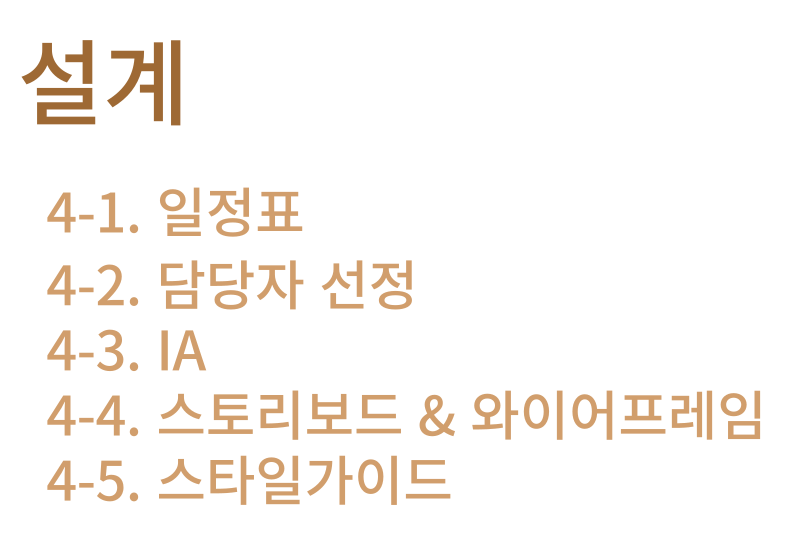 설계
4-1. 일정표
4-2. 담당자 선정
4-3. IA
4-4. 스토리보드 & 와이어프레임
4-5. 스타일가이드